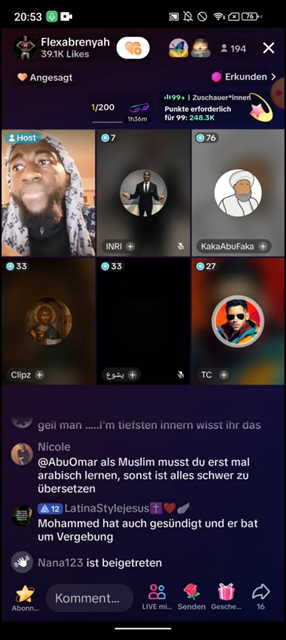 20:53
76
Flexabrenyah
39.1K Likes
194
Angesagt
Erkunden >
1/200
1h36m
99+ | Zuschauer*innen
Punkte erforderlich
für 99: 248.3K
Host
7
76
INRI
KakaAbuFaka
33
33
27
Clipz
يشوع
TC
geil man .....I'm tiefsten innern wisst ihr das
Nicole
@AbuOmar als Muslim musst du erst mal
arabisch lernen, sonst ist alles schwer zu
übersetzen
12 LatinaStylejesus✝️❤️🪽
Mohammed hat auch gesündigt und er bat
um Vergebung
Nana123 ist beigetreten
Komment...
Abonn...
LIVE mi...
Senden
Gesche...
16